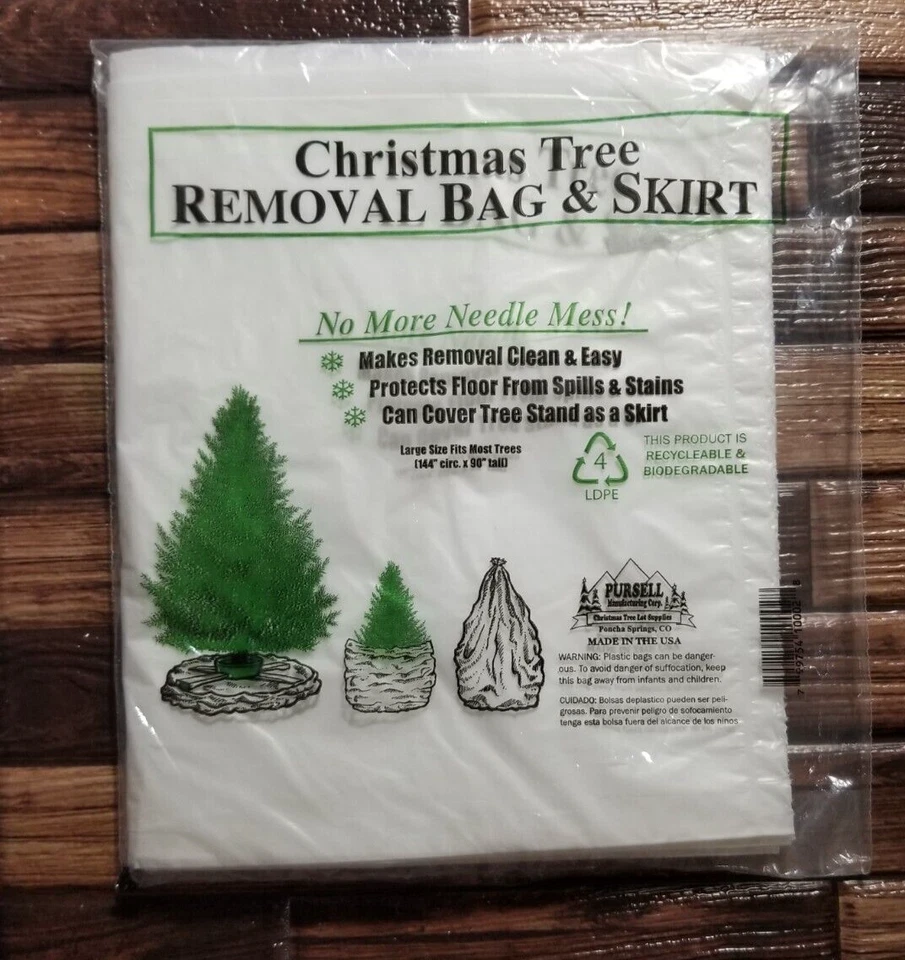 Christmas Tree
REMOVAL BAG & SKIRT
No More Needle Mess!
Makes Removal Clean & Easy
Protects Floor From Spills & Stains
Can Cover Tree Stand as a Skirt
Large Size Fits Most Trees
(144" circ. x 90" tall)
4
LDPE
THIS PRODUCT IS
RECYCLEABLE &
BIODEGRADABLE
PURSELL
Manufacturing Corp.
Christmas Tree Lot Supplies
Poncha Springs, CO
MADE IN THE USA
WARNING: Plastic bags can be danger-
ous. To avoid danger of suffocation, keep
this bag away from infants and children.
CUIDADO: Bolsas deplastico pueden ser peli-
grosas. Para prevenir peligro de sofocamiento
tenga esta bolsa fuera del alcance de los ninos.